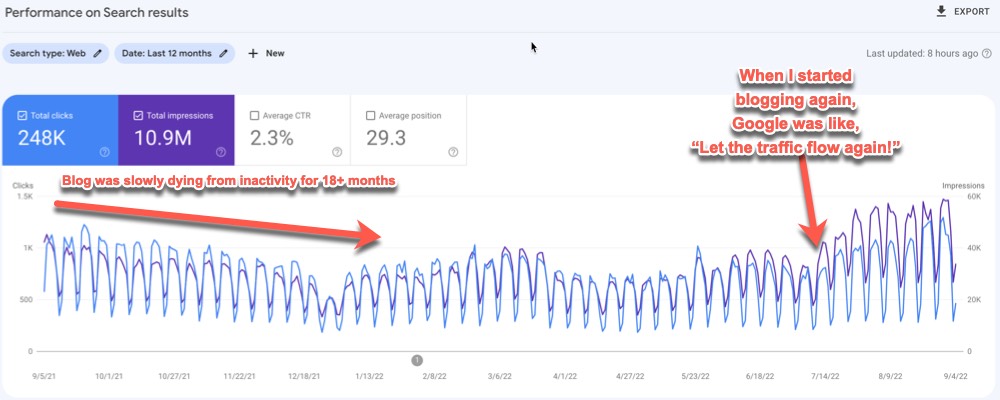 Performance on Search results
EXPORT
Search type: Web
Date: Last 12 months
+ New
Last updated: 8 hours ago
When I started
blogging again,
Google was like,
“Let the traffic flow again!”
Total clicks
248K
Total impressions
10.9M
Average CTR
2.3%
Average position
29.3
Blog was slowly dying from inactivity for 18+ months
Clicks
Impressions
1.5K
60K
1K
40K
500
20K
0
0
1
9/5/21
10/1/21
10/27/21
11/22/21
12/18/21
1/13/22
2/8/22
3/6/22
4/1/22
4/27/22
5/23/22
6/18/22
7/14/22
8/9/22
9/4/22